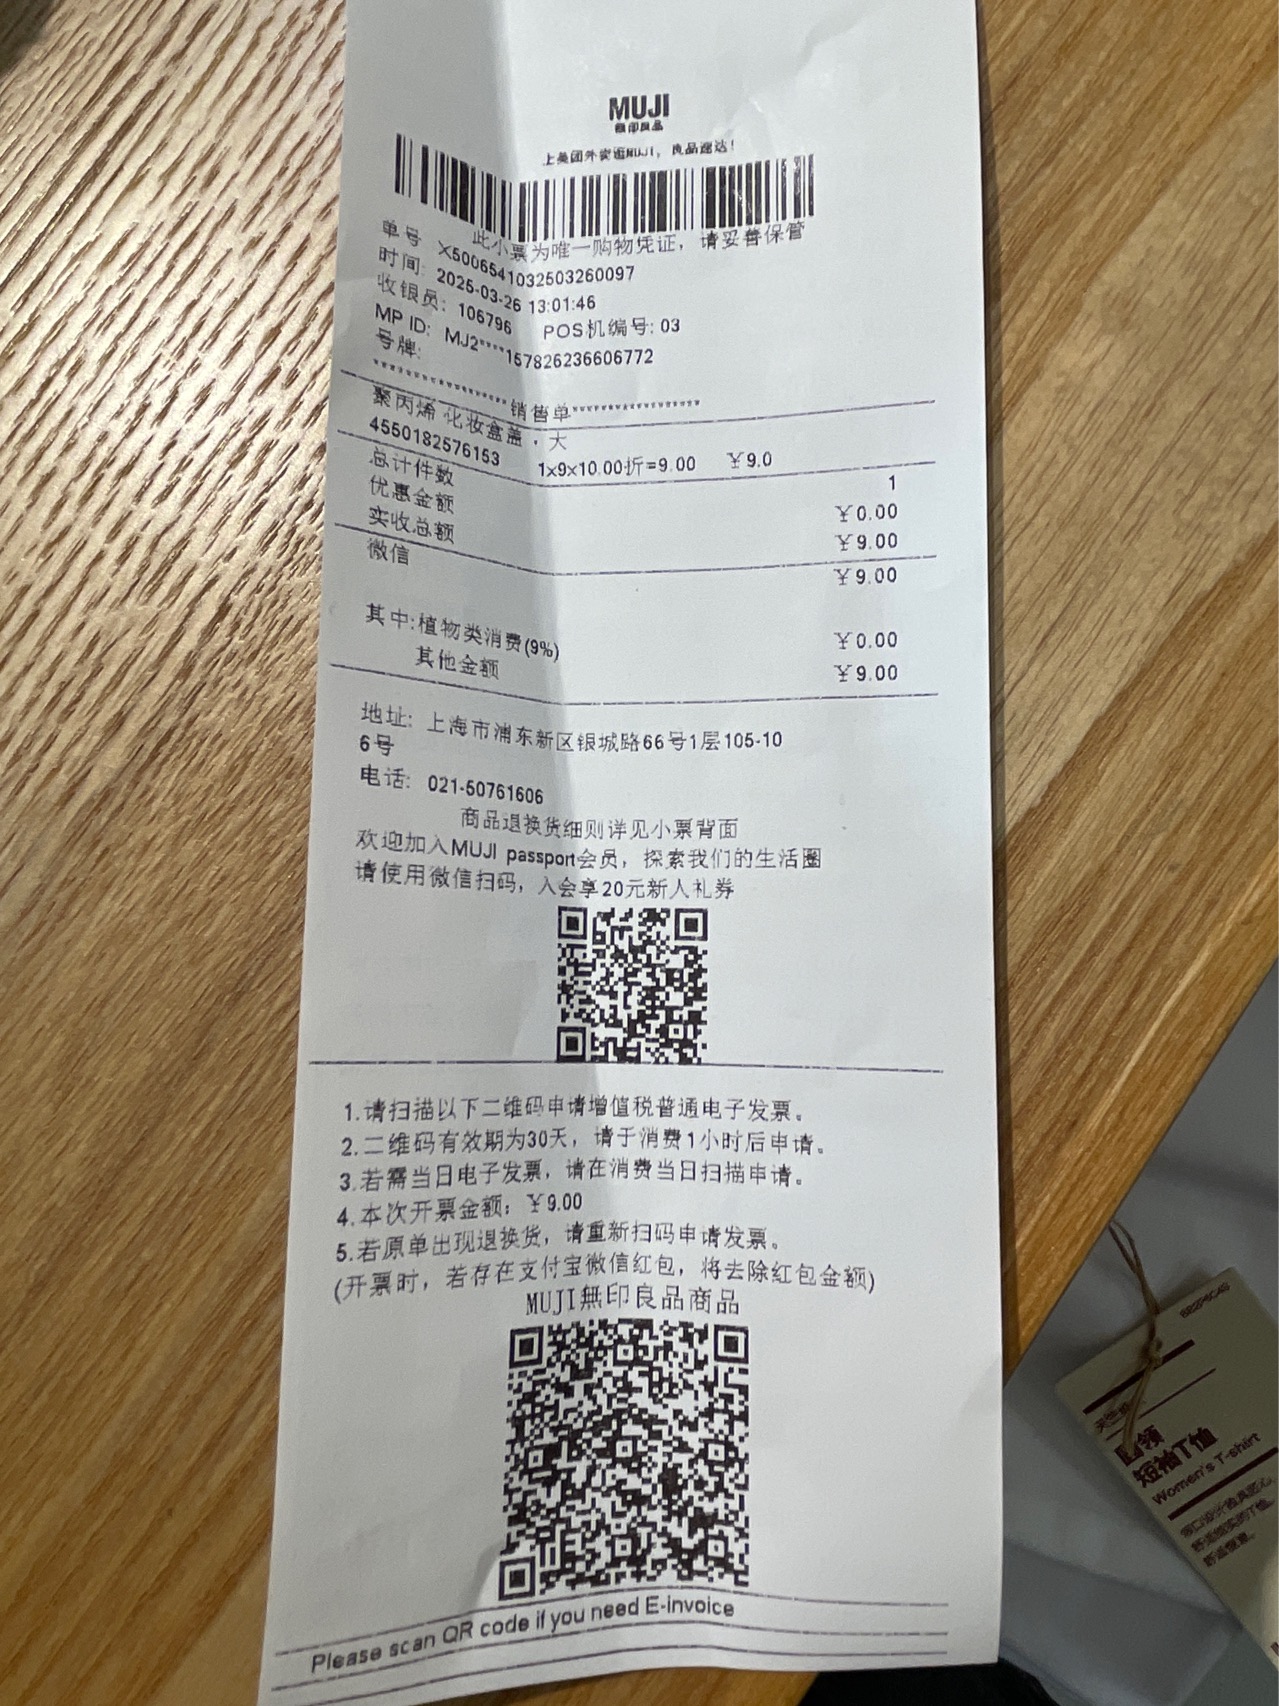 MUJI
無印良品
上美团外卖逛MUJI，良品速达！
此小票为唯一购物凭证，请妥善保管
单号 X5006541032503260097
时间: 2025-03-26 13:01:46
收银员: 106796 POS机编号: 03
MP ID: MJ2****157826236606772
号牌:
销售单
聚丙烯 化妆盒盖·大
4550182576153 1x9x10.00折=9.00 ¥9.0
总计件数 1
优惠金额 ¥0.00
实收总额 ¥9.00
微信 ¥9.00
其中:植物类消费(9%) ¥0.00
其他金额 ¥9.00
地址: 上海市浦东新区银城路66号1层105-10
6号
电话: 021-50761606
商品退换货细则详见小票背面
欢迎加入MUJI passport会员，探索我们的生活圈
请使用微信扫码，入会享20元新人礼券
1.请扫描以下二维码申请增值税普通电子发票。
2.二维码有效期为30天，请于消费1小时后申请。
3.若需当日电子发票，请在消费当日扫描申请。
4.本次开票金额: ¥9.00
5.若原单出现退换货，请重新扫码申请发票。
(开票时，若存在支付宝微信红包，将去除红包金额)
MUJI無印良品商品
Please scan QR code if you need E-invoice
圆领
短袖T恤
Women's T-shirt